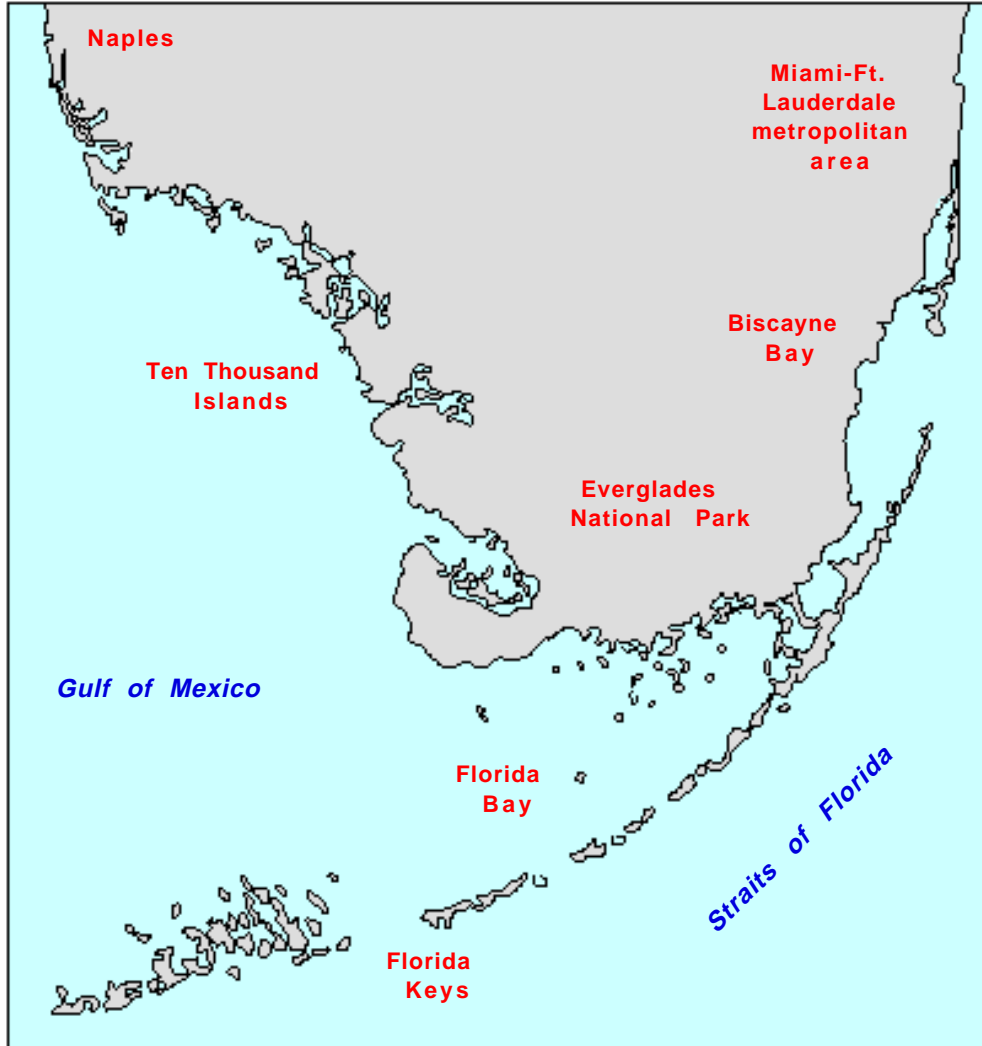 Naples
Miami-Ft.
Lauderdale
metropolitan
area
Biscayne
Bay
Ten Thousand
Islands
Everglades
National Park
Gulf of Mexico
Florida
Bay
Straits of Florida
Florida
Keys